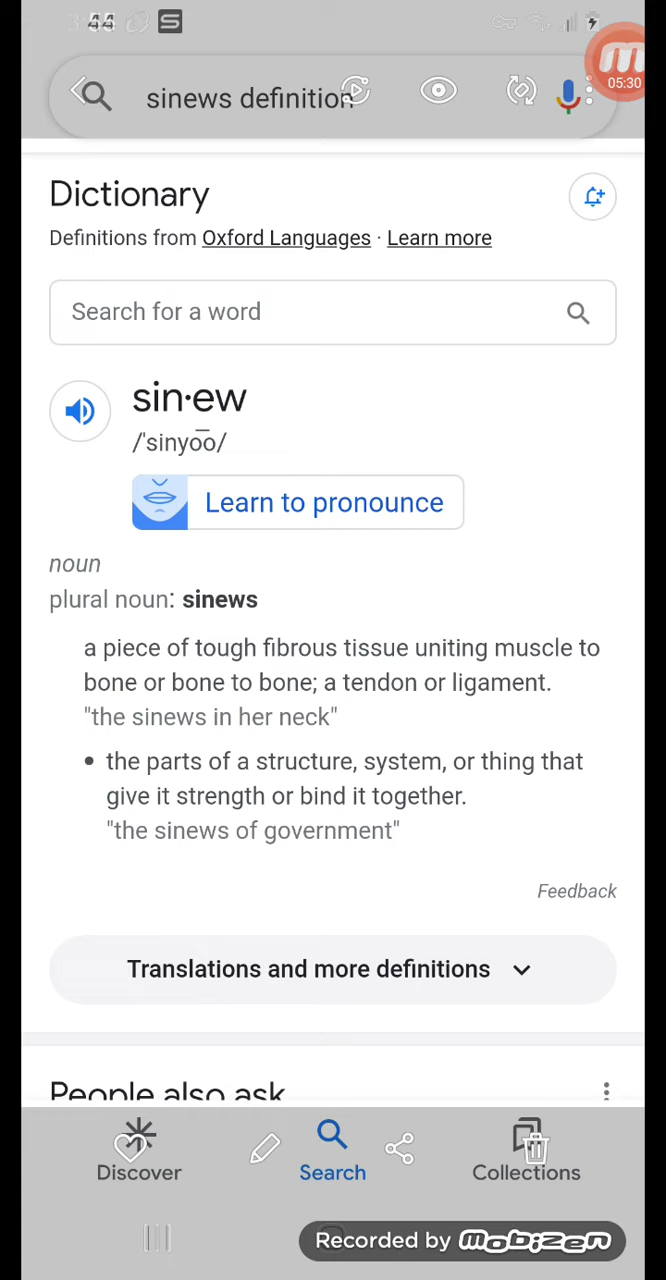 44
05:30
sinews definition
Dictionary
Definitions from Oxford Languages · Learn more
Search for a word
sin·ew
/ˈsinyo͞o/
Learn to pronounce
noun
plural noun: sinews
a piece of tough fibrous tissue uniting muscle to
bone or bone to bone; a tendon or ligament.
"the sinews in her neck"
• the parts of a structure, system, or thing that
give it strength or bind it together.
"the sinews of government"
Feedback
Translations and more definitions
People also ask
Discover
Search
Collections
Recorded by mobizen